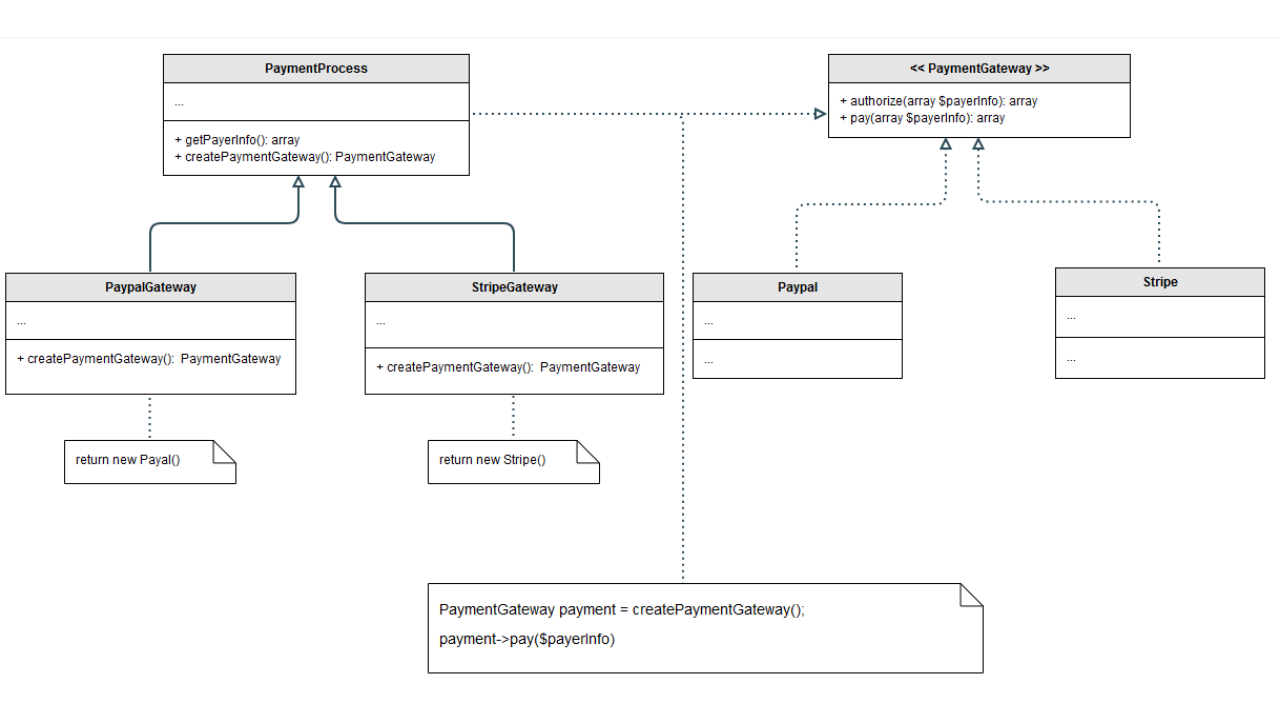 PaymentProcess
...
+ getPayerInfo(): array
+ createPaymentGateway(): PaymentGateway
<< PaymentGateway >>
+ authorize(array $payerInfo): array
+ pay(array $payerInfo): array
PaypalGateway
...
+ createPaymentGateway(): PaymentGateway
StripeGateway
...
+ createPaymentGateway(): PaymentGateway
Paypal
...
...
Stripe
...
...
return new Payal()
return new Stripe()
PaymentGateway payment = createPaymentGateway();
payment->pay($payerInfo)